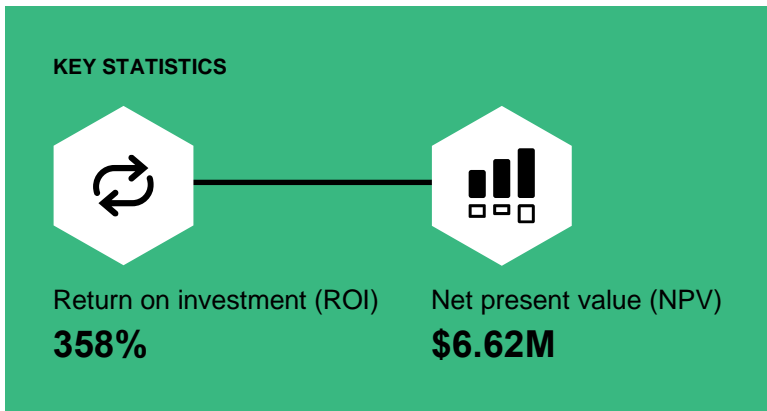 KEY STATISTICS
Return on investment (ROI)
358%
Net present value (NPV)
$6.62M